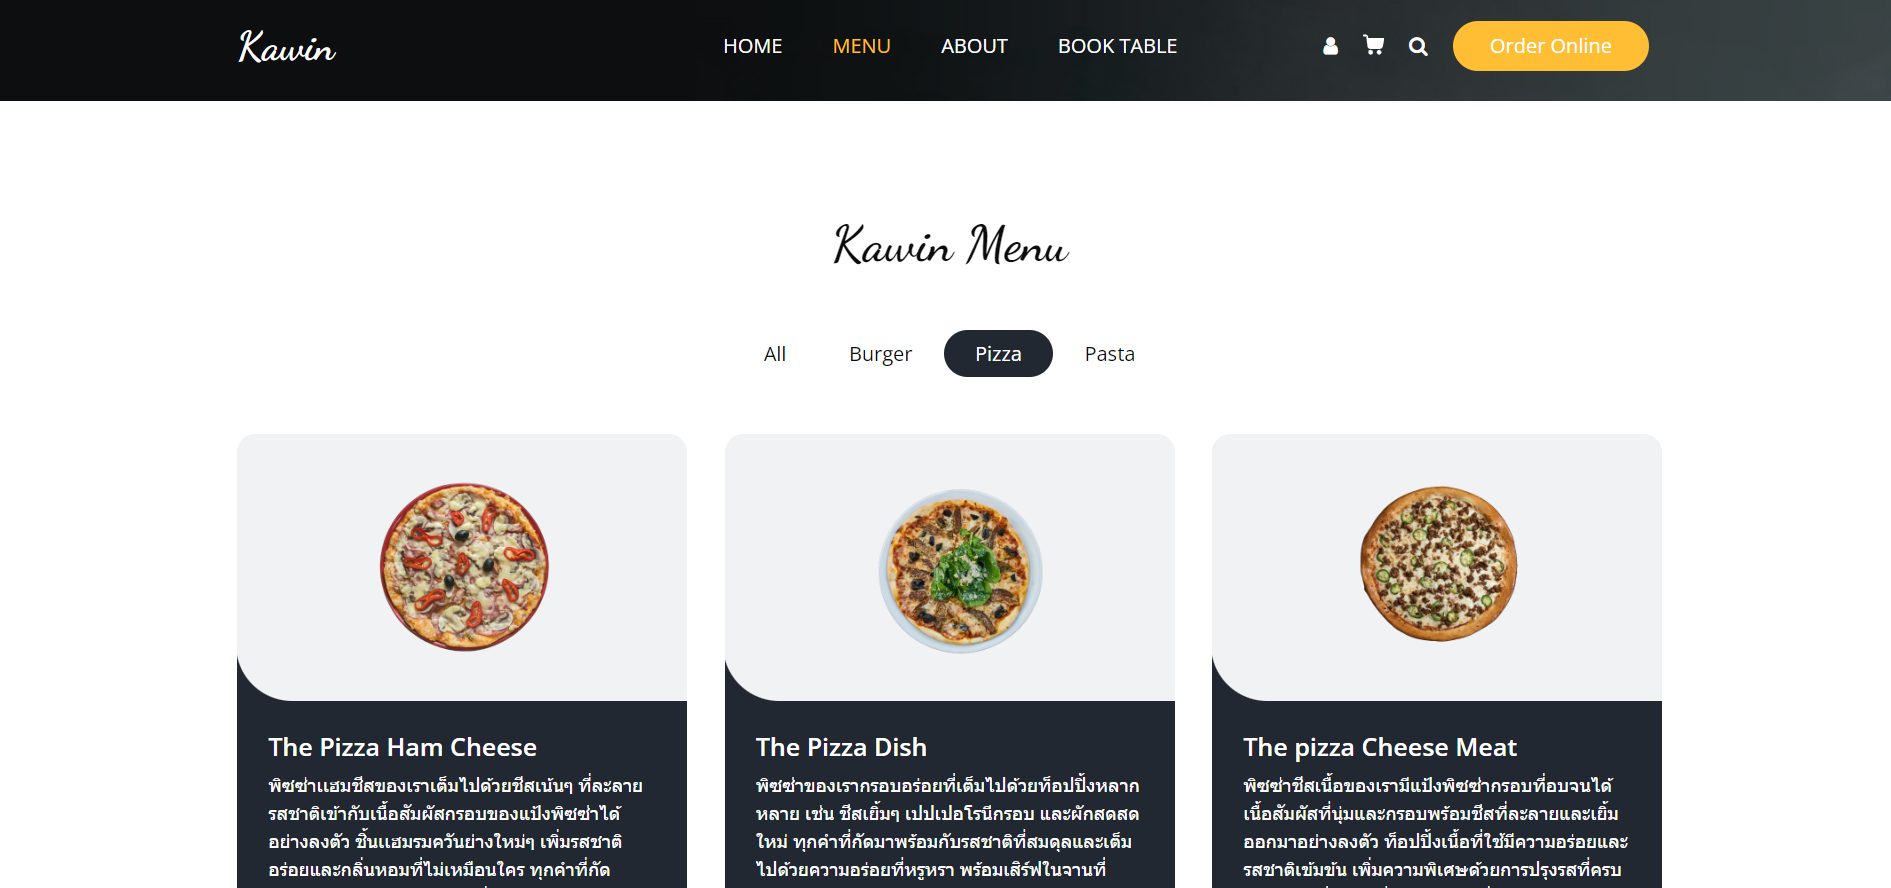 Kawin
HOME MENU ABOUT BOOK TABLE Order Online
Kawin Menu
All Burger Pizza Pasta
The Pizza Ham Cheese
พิซซ่าแฮมชีสของเราเต็มไปด้วยชีสเน้นๆ ที่ละลาย
รสชาติเข้ากับเนื้อสัมผัสกรอบของแป้งพิซซ่าได้
อย่างลงตัว ชิ้นแฮมรมควันย่างใหม่ๆ เพิ่มรสชาติ
อร่อยและกลิ่นหอมที่ไม่เหมือนใคร ทุกคำที่กัด
The Pizza Dish
พิซซ่าของเรากรอบอร่อยที่เต็มไปด้วยท็อปปิ้งหลาก
หลาย เช่น ชีสเยิ้มๆ เปปเปอโรนีกรอบ และผักสดสด
ใหม่ ทุกคำที่กัดมาพร้อมกับรสชาติที่สมดุลและเต็ม
ไปด้วยความอร่อยที่หรูหรา พร้อมเสิร์ฟในจานที่
The pizza Cheese Meat
พิซซ่าชีสเนื้อของเรามีแป้งพิซซ่ากรอบที่อบจนได้
เนื้อสัมผัสที่นุ่มและกรอบพร้อมชีสที่ละลายและเยิ้ม
ออกมาอย่างลงตัว ท็อปปิ้งเนื้อที่ใช้มีความอร่อยและ
รสชาติเข้มข้น เพิ่มความพิเศษด้วยการปรุงรสที่ครบ